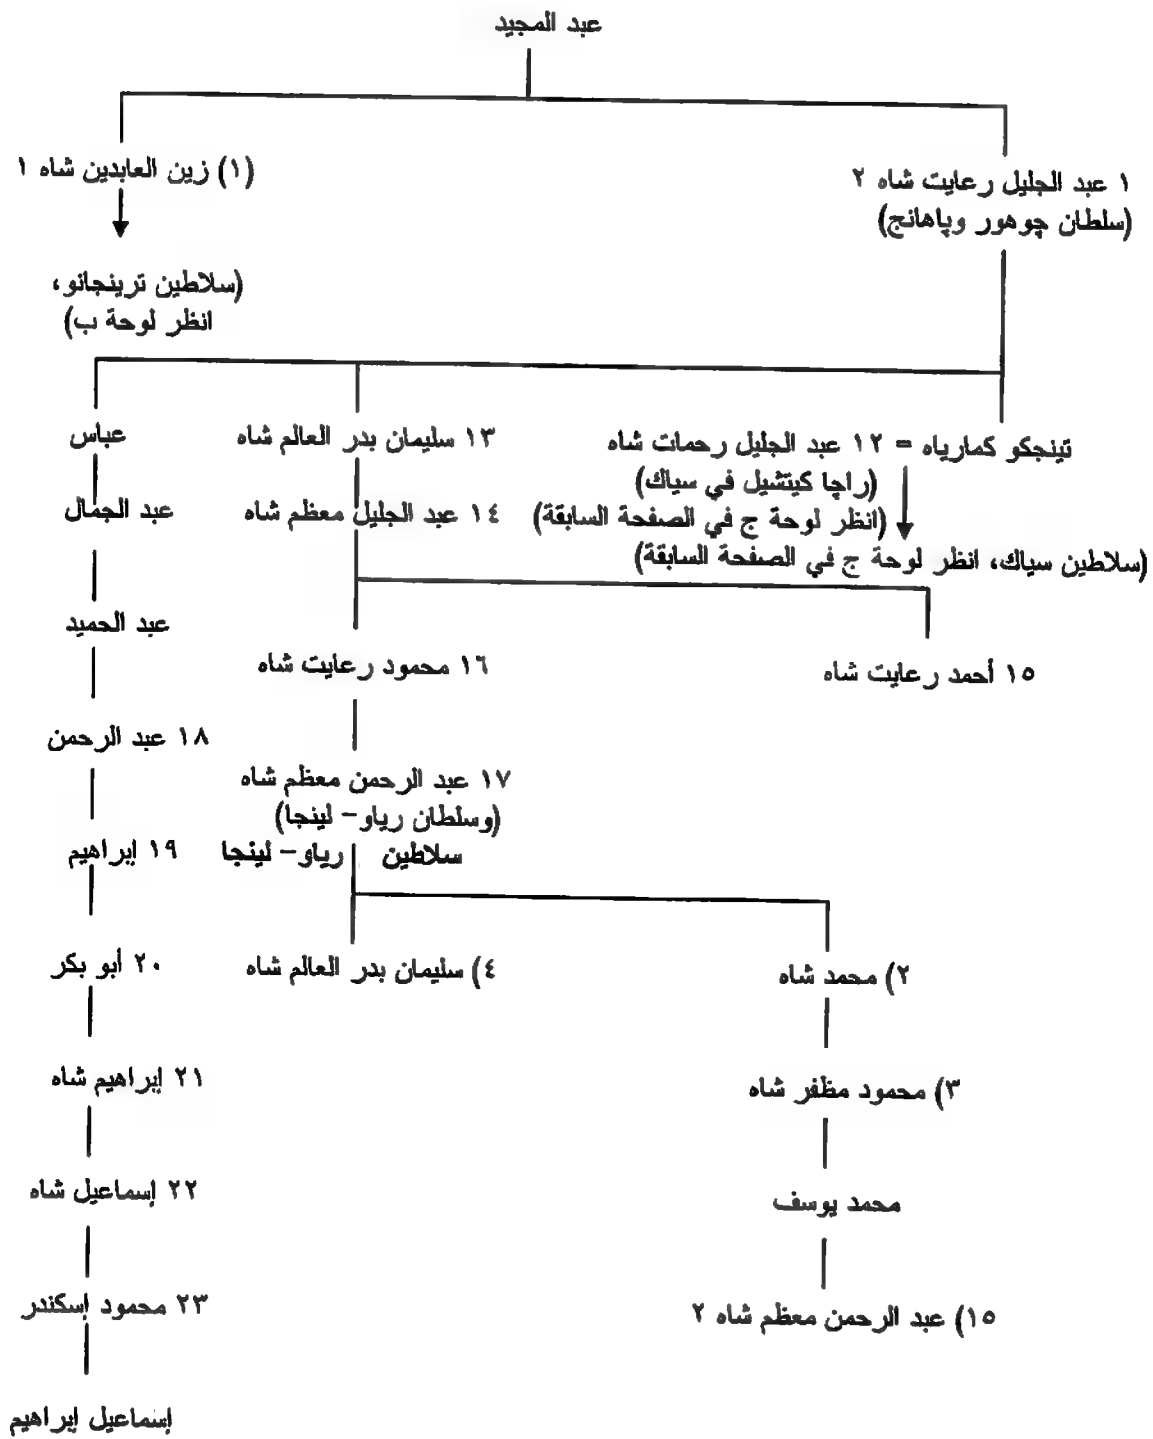 عبد المجيد
١ عبد الجليل رعايت شاه ٢
(سلطان چوهور وپاهانج)
(١) زين العابدين شاه ١
(سلاطين ترينجانو،
انظر لوحة ب)
تينجكو كمارياه = ١٢ عبد الجليل رحمات شاه
(راچا كيتشيل في سياك)
(انظر لوحة ج في الصفحة السابقة)
(سلاطين سياك، انظر لوحة ج في الصفحة السابقة)
١٣ سليمان بدر العالم شاه
عباس
١٤ عبد الجليل معظم شاه
عبد الجمال
عبد الحميد
١٥ أحمد رعايت شاه
١٦ محمود رعايت شاه
١٨ عبد الرحمن
١٧ عبد الرحمن معظم شاه
(وسلطان رياو- لينجا)
سلاطين رياو- لينجا
١٩ إبراهيم
٢) محمد شاه
٤) سليمان بدر العالم شاه
٢٠ أبو بكر
٣) محمود مظفر شاه
٢١ إبراهيم شاه
محمد يوسف
٢٢ إسماعيل شاه
١٥) عبد الرحمن معظم شاه ٢
٢٣ محمود إسكندر
إسماعيل إبراهيم